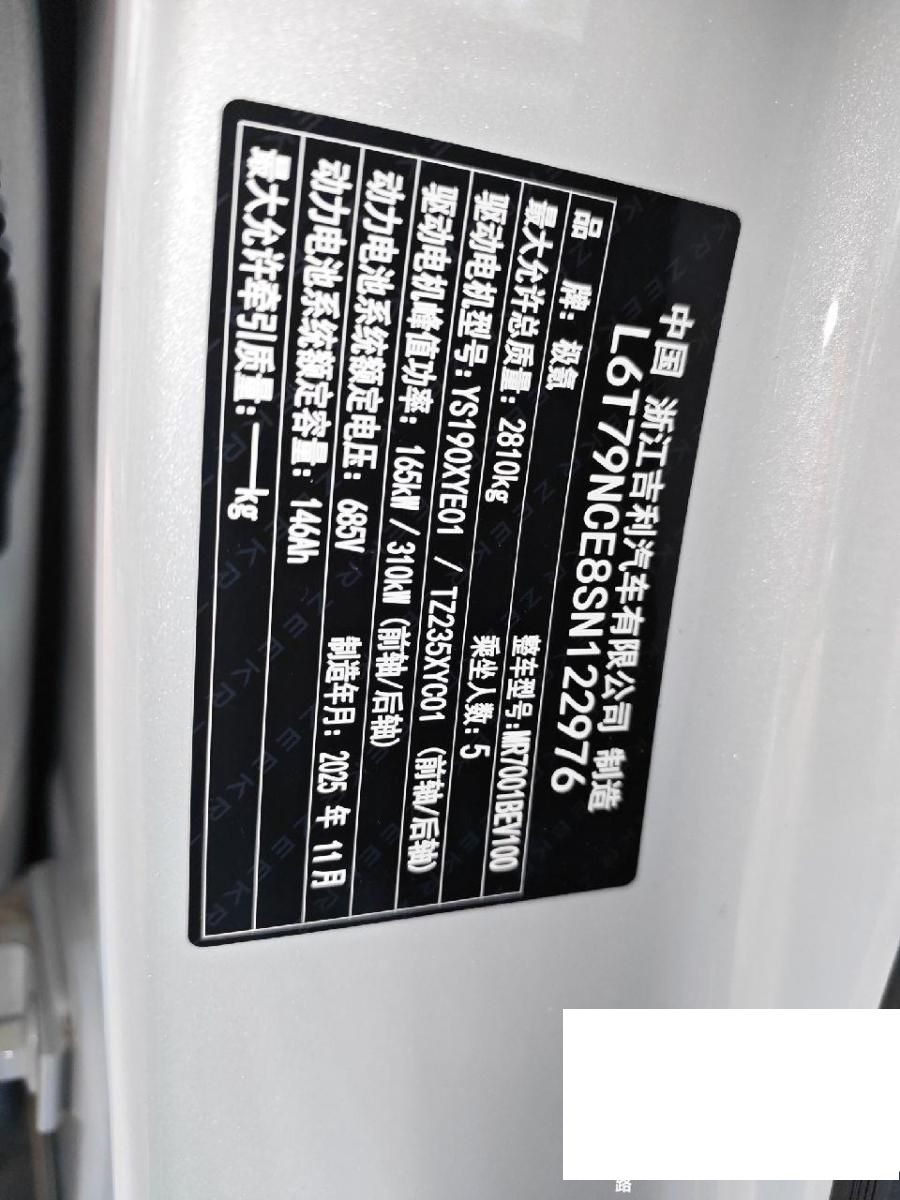 中国 浙江吉利汽车有限公司 制造
L6T79NCE8SN122976
品 牌: 极氪 整车型号:MR7001BEV100
最大允许总质量: 2810kg 乘坐人数: 5
驱动电机型号: YS190XYE01 / TZ235XYC01 (前轴/后轴)
驱动电机峰值功率: 165kW / 310kW (前轴/后轴)
动力电池系统额定电压: 685V
动力电池系统额定容量: 146Ah 制造年月: 2025 年 11月
最大允许牵引质量: ——kg
路